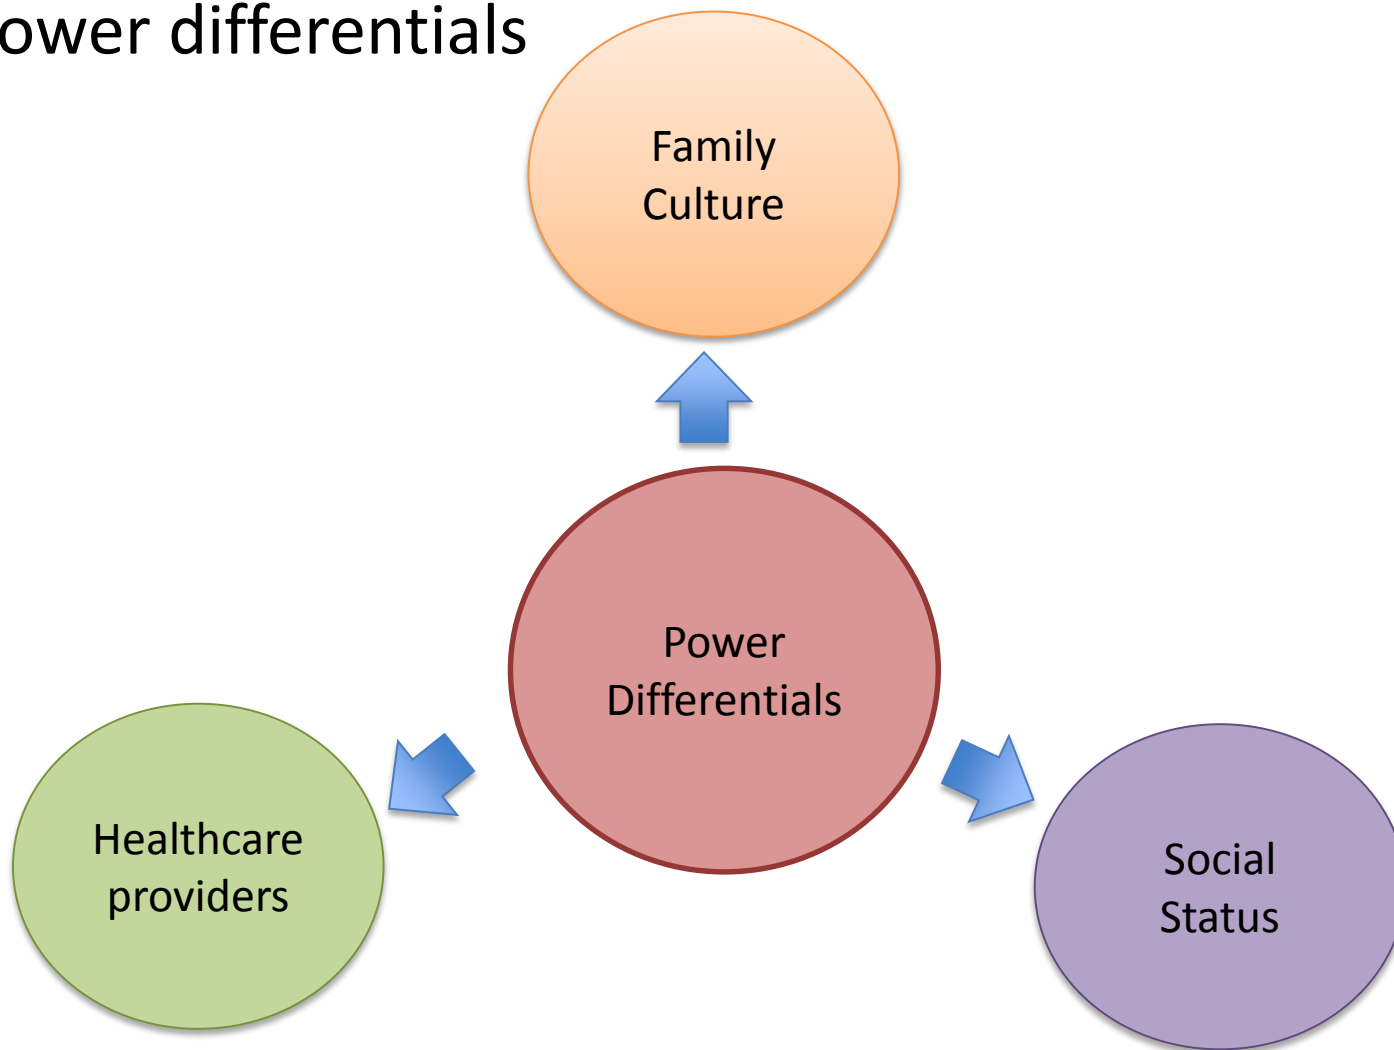 ower differentials
Family
Culture
Power
Differentials
Healthcare
providers
Social
Status